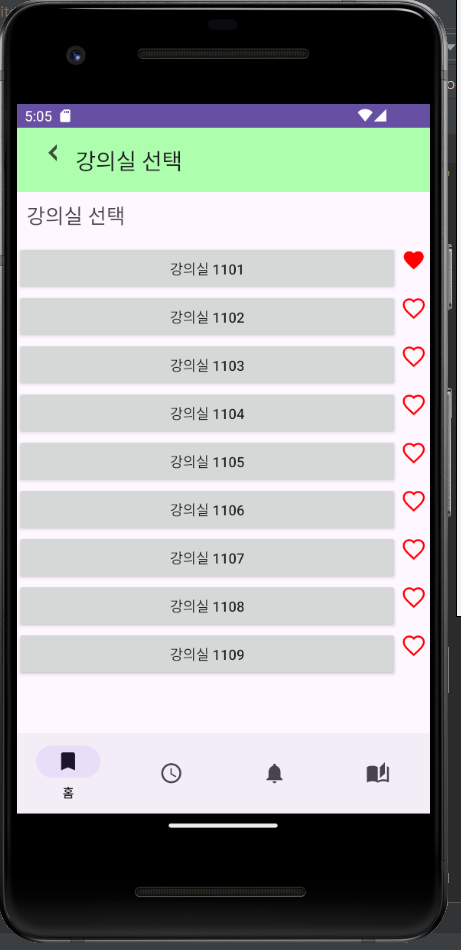 5:05
강의실 선택
강의실 선택
강의실 1101
강의실 1102
강의실 1103
강의실 1104
강의실 1105
강의실 1106
강의실 1107
강의실 1108
강의실 1109
홈